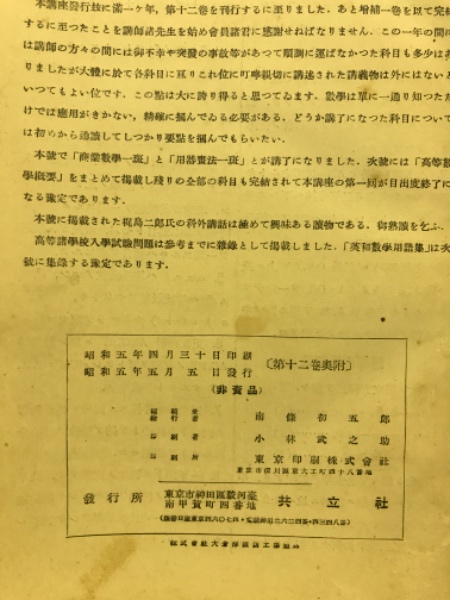 本講座發行玆に滿一ケ年，第十二卷を刊行するに至りました．あと增補一卷を以て完結
するに至つたことを講師諸先生を始め會員諸君に感謝せねばなりません．この一年の間に
は講師の方々の間には御不幸や突發の事故等があつて順調に運ばなかつた科目も多少はあ
りましたが大體に於て各科目に亘りこれ位に叮嚀親切に講述された講義物は外にはないと
いつてもよい位です．この點は大に誇り得ると思つてゐます．數學は單に一通り知つただ
けでは應用がきかない，精確に摑んでゐる必要がある．どうか講了になつた科目について
は初めから通讀してしつかり要點を摑んでもらいたい．
本號で「商業數學一斑」と「用器畫法一斑」とが講了になりました．次號には「高等數
學概要」をまとめて掲載し殘りの全部の科目も完結されて本講座の第一回が目出度終了に
なる豫定であります．
本號に掲載された梶島二郎氏の科外講話は極めて興味ある讀物である．御熟讀を乞ふ．
高等諸學校入學試驗問題は參考までに雜錄として掲載しました．「英和數學用語集」は次
號に集錄する豫定であります．
昭和五年四月三十日印刷
昭和五年五月五日發行
〔第十二卷奥附〕
(非賣品)
編輯兼
發行者 南條初五郎
印刷者 小林武之助
印刷所 東京印刷株式會社
東京市深川區東大工町四十八番地
發行所 東京市神田區駿河臺
南甲賀町四番地 共立社